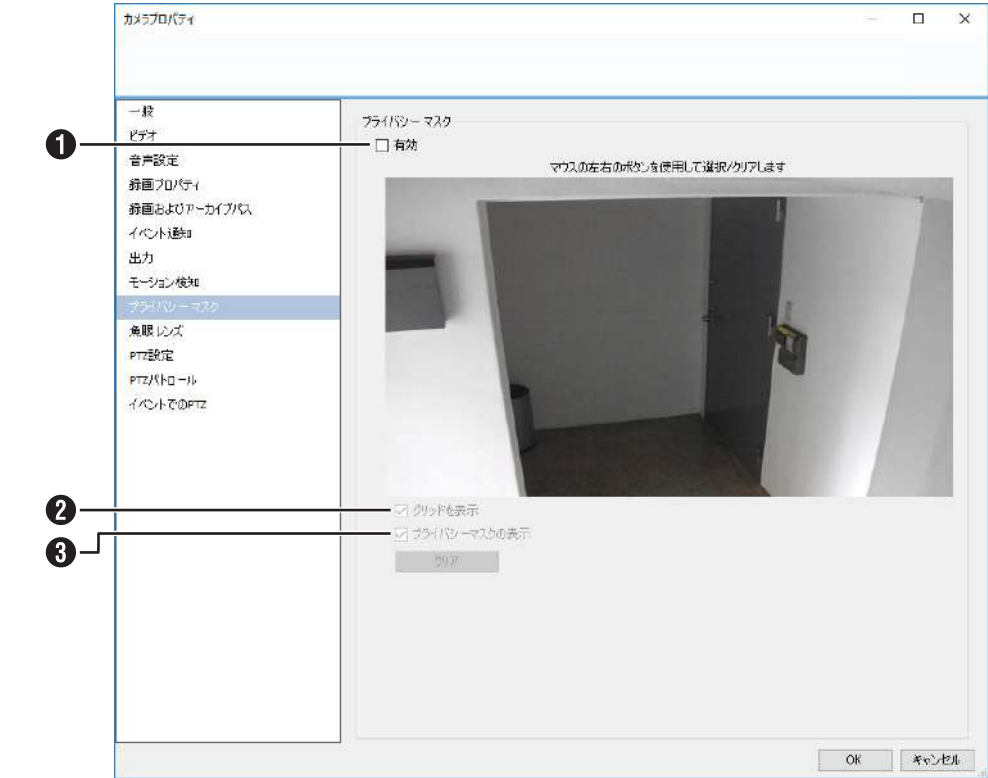 カメラプロパティ
一般
ビデオ
音声設定
録画プロパティ
録画およびアーカイブパス
イベント通知
出力
モーション検知
プライバシー マスク
魚眼レンズ
PTZ設定
PTZパトロール
イベントでのPTZ
プライバシー マスク
❶
有効
マウスの左右のボタンを使用して選択/クリアします
❷
グリッドを表示
❸
プライバシーマスクの表示
クリア
OK
キャンセル